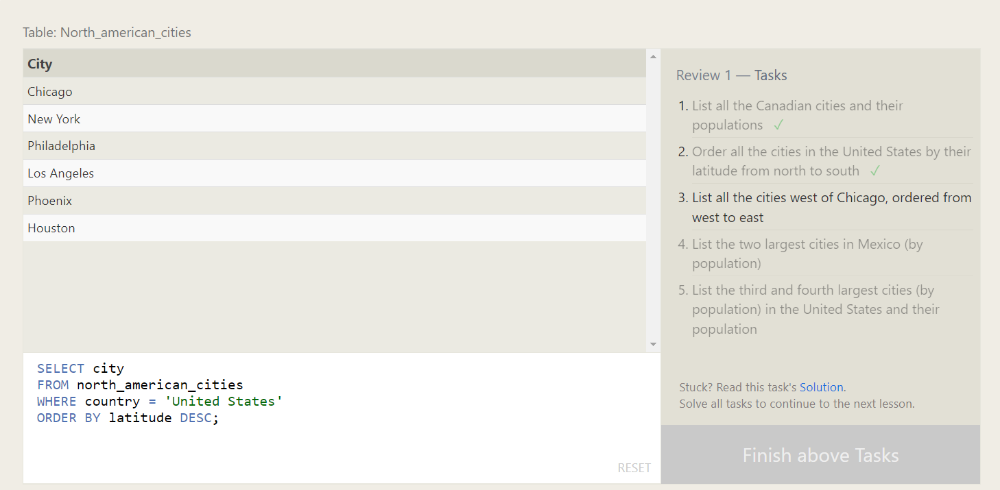 Table: North_american_cities
City
Chicago
New York
Philadelphia
Los Angeles
Phoenix
Houston
SELECT city
FROM north_american_cities
WHERE country = 'United States'
ORDER BY latitude DESC;
RESET
Review 1 — Tasks
1. List all the Canadian cities and their
populations ✓
2. Order all the cities in the United States by their
latitude from north to south ✓
3. List all the cities west of Chicago, ordered from
west to east
4. List the two largest cities in Mexico (by
population)
5. List the third and fourth largest cities (by
population) in the United States and their
population
Stuck? Read this task's Solution.
Solve all tasks to continue to the next lesson.
Finish above Tasks